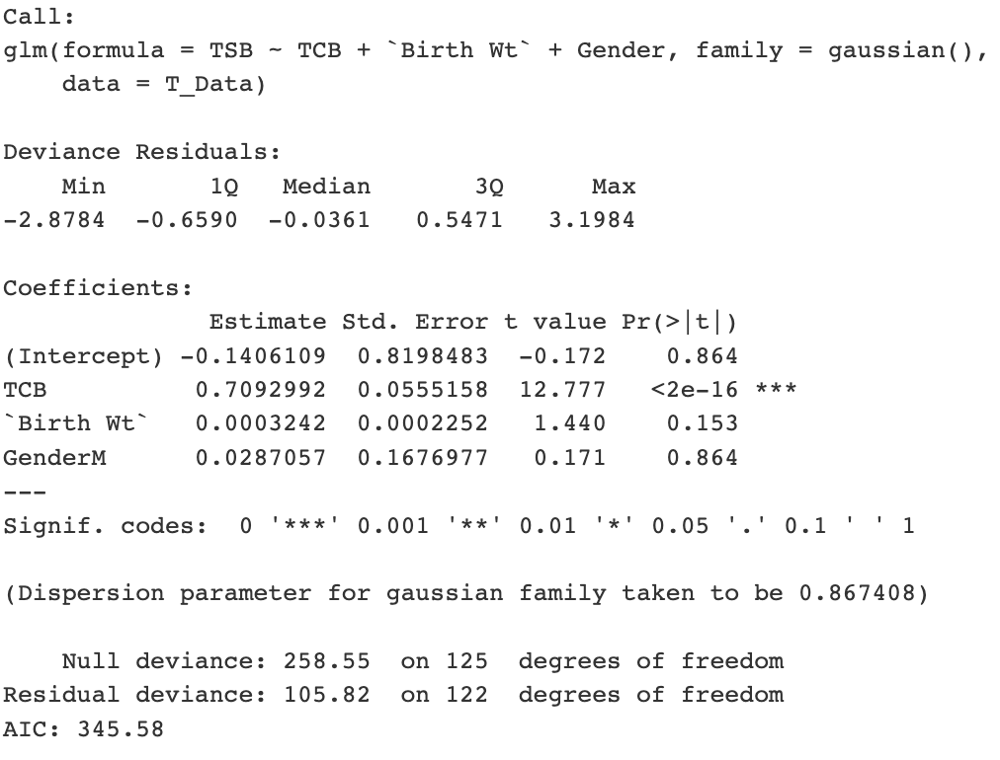 Call:
glm(formula = TSB ~ TCB + `Birth Wt` + Gender, family = gaussian(),
    data = T_Data)

Deviance Residuals:
    Min       1Q   Median       3Q      Max
-2.8784  -0.6590  -0.0361   0.5471   3.1984

Coefficients:
              Estimate Std. Error t value Pr(>|t|)
(Intercept) -0.1406109  0.8198483  -0.172    0.864
TCB          0.7092992  0.0555158  12.777   <2e-16 ***
`Birth Wt`   0.0003242  0.0002252   1.440    0.153
GenderM      0.0287057  0.1676977   0.171    0.864
---
Signif. codes:  0 '***' 0.001 '**' 0.01 '*' 0.05 '.' 0.1 ' ' 1

(Dispersion parameter for gaussian family taken to be 0.867408)

    Null deviance: 258.55  on 125  degrees of freedom
Residual deviance: 105.82  on 122  degrees of freedom
AIC: 345.58